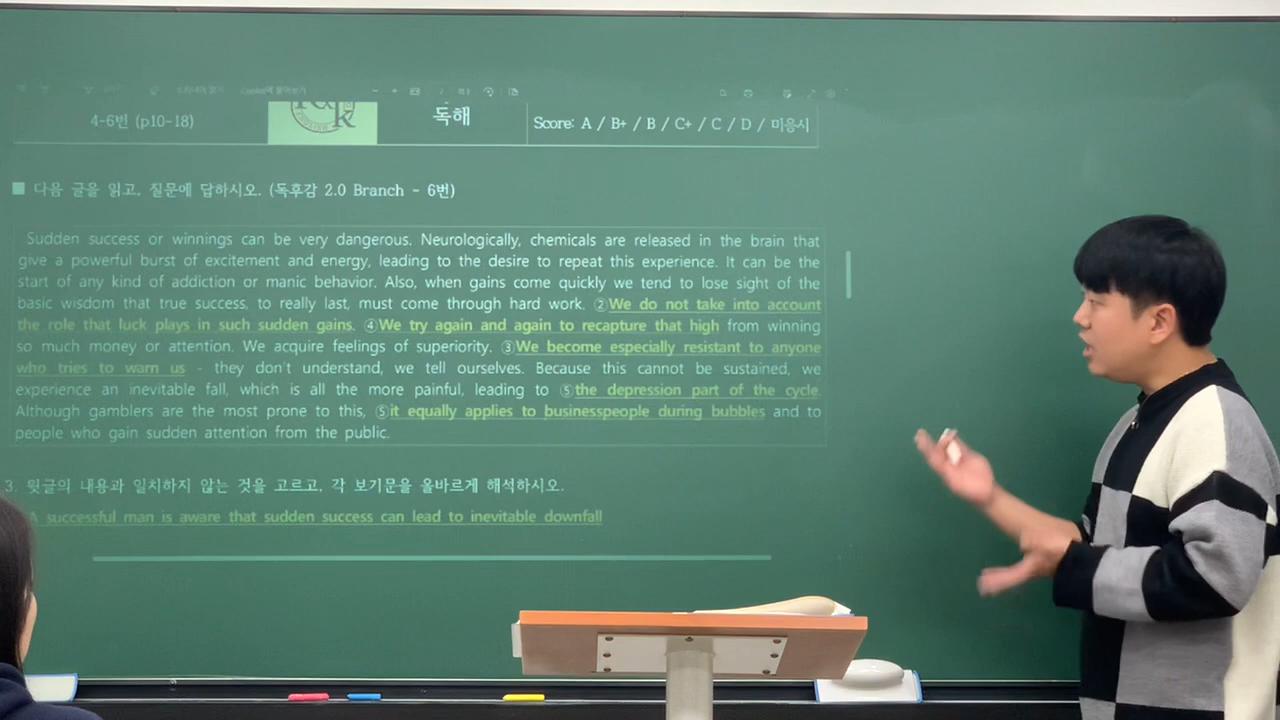 4-6번 (p10-18)
독해
Score: A / B+ / B / C+ / C / D / 미응시
■ 다음 글을 읽고, 질문에 답하시오. (독후감 2.0 Branch - 6번)
Sudden success or winnings can be very dangerous. Neurologically, chemicals are released in the brain that
give a powerful burst of excitement and energy, leading to the desire to repeat this experience. It can be the
start of any kind of addiction or manic behavior. Also, when gains come quickly we tend to lose sight of the
basic wisdom that true success, to really last, must come through hard work. ②We do not take into account
the role that luck plays in such sudden gains. ④We try again and again to recapture that high from winning
so much money or attention. We acquire feelings of superiority. ③We become especially resistant to anyone
who tries to warn us - they don't understand, we tell ourselves. Because this cannot be sustained, we
experience an inevitable fall, which is all the more painful, leading to ⑤the depression part of the cycle.
Although gamblers are the most prone to this, ⑤it equally applies to businesspeople during bubbles and to
people who gain sudden attention from the public.
3. 윗글의 내용과 일치하지 않는 것을 고르고, 각 보기문을 올바르게 해석하시오.
A successful man is aware that sudden success can lead to inevitable downfall